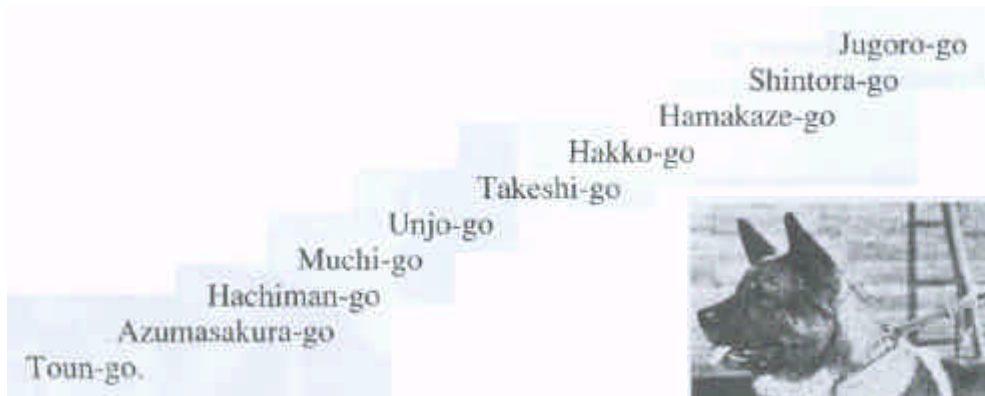 Jugoro-go
Shintora-go
Hamakaze-go
Hakko-go
Takeshi-go
Unjo-go
Muchi-go
Hachiman-go
Azumasakura-go
Toun-go.